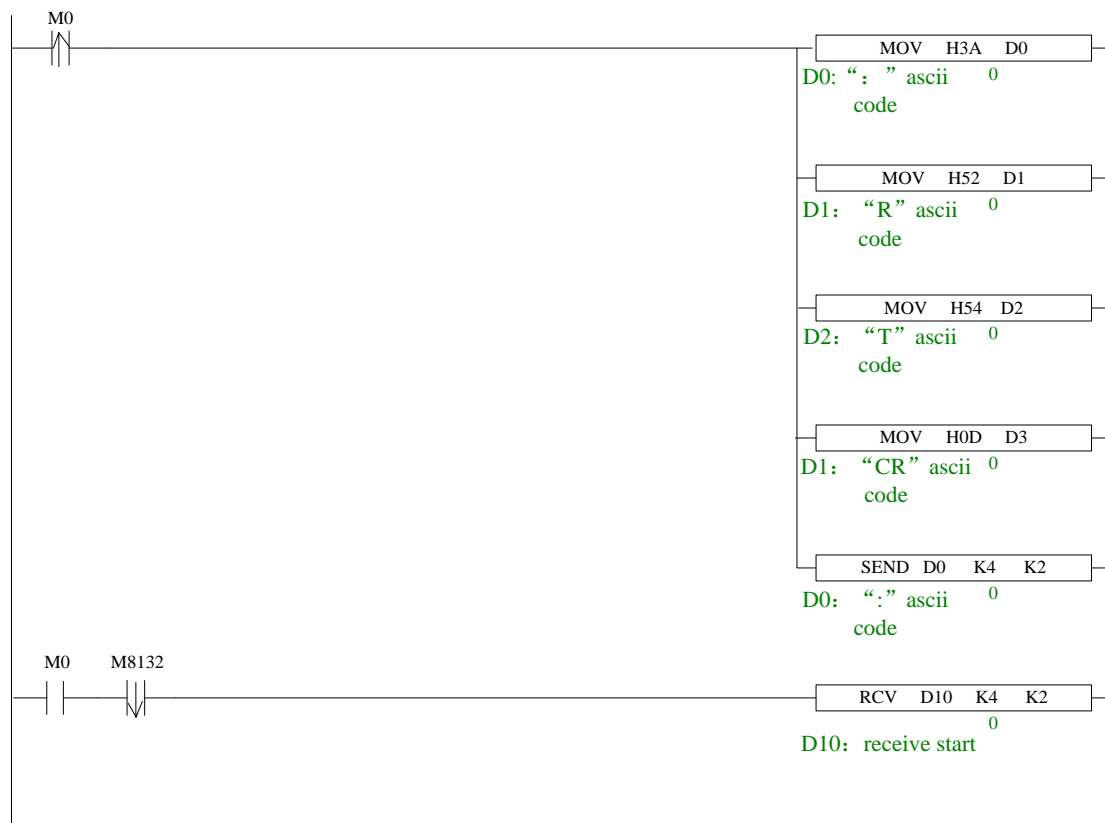 M0
MOV H3A D0
D0: “： ” ascii 0
code
MOV H52 D1
D1： “R” ascii 0
code
MOV H54 D2
D2： “T” ascii 0
code
MOV H0D D3
D1： “CR” ascii 0
code
SEND D0 K4 K2
D0： “:” ascii 0
code
M0 M8132
RCV D10 K4 K2
0
D10： receive start